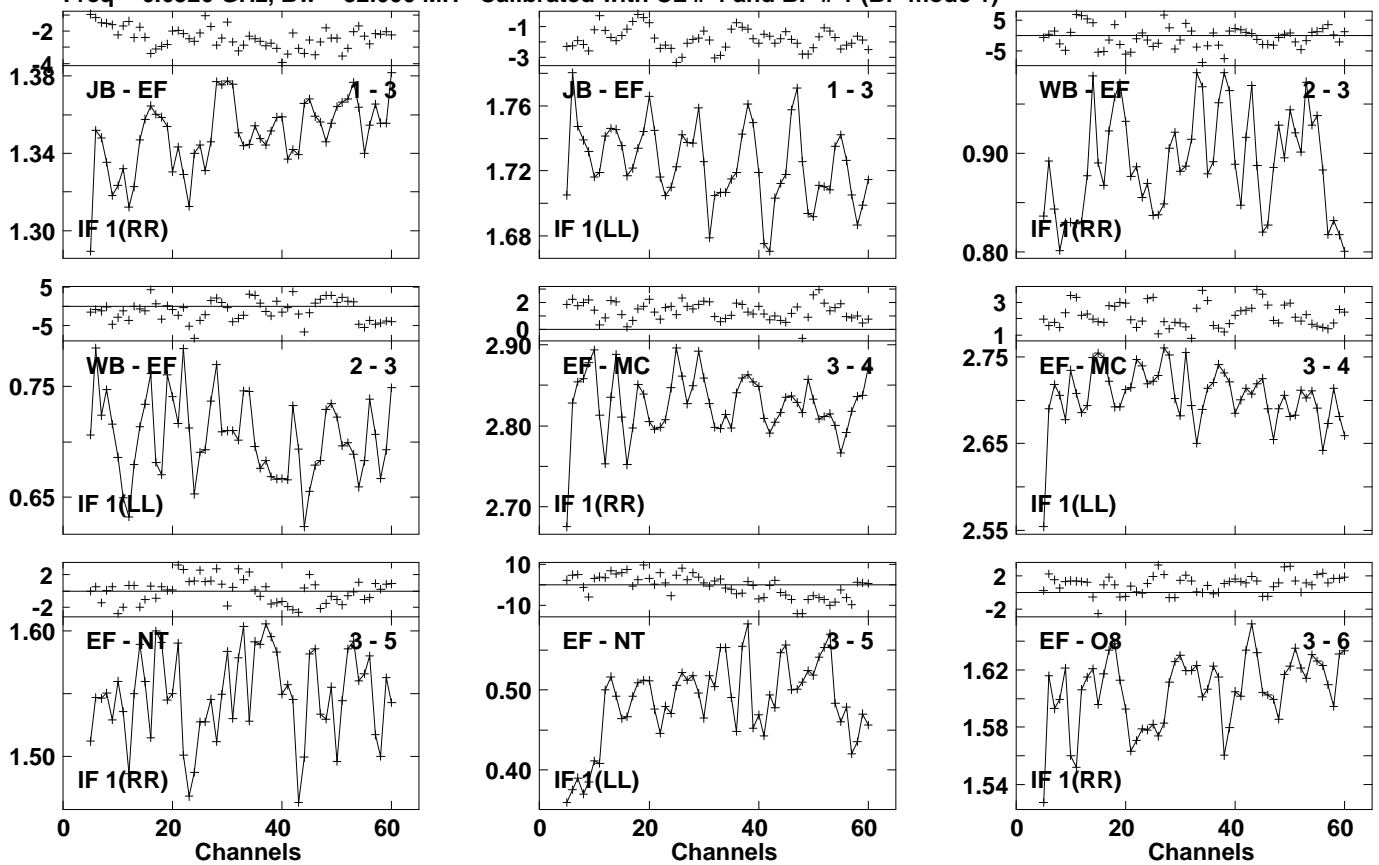 -2
-4
1.38
1.34
1.30
JB - EF
1 - 3
IF 1(RR)
-1
-3
1.76
1.72
1.68
JB - EF
1 - 3
IF 1(LL)
5
-5
0.90
0.80
WB - EF
2 - 3
IF 1(RR)
5
-5
0.75
0.65
WB - EF
2 - 3
IF 1(LL)
2
0
2.90
2.80
2.70
EF - MC
3 - 4
IF 1(RR)
3
1
2.75
2.65
2.55
EF - MC
3 - 4
IF 1(LL)
2
-2
1.60
1.50
EF - NT
3 - 5
IF 1(RR)
0 20 40 60
Channels
10
-10
0.50
0.40
EF - NT
3 - 5
IF 1(LL)
0 20 40 60
Channels
2
-2
1.62
1.58
1.54
EF - O8
3 - 6
IF 1(RR)
0 20 40 60
Channels